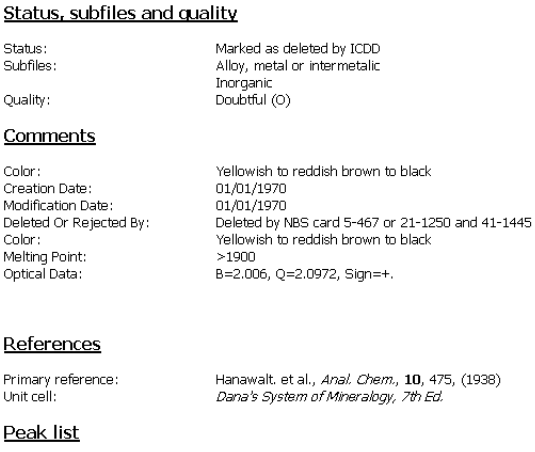 Status, subfiles and quality
Status: Marked as deleted by ICDD
Subfiles: Alloy, metal or intermetalic
Inorganic
Quality: Doubtful (O)
Comments
Color: Yellowish to reddish brown to black
Creation Date: 01/01/1970
Modification Date: 01/01/1970
Deleted Or Rejected By: Deleted by NBS card 5-467 or 21-1250 and 41-1445
Color: Yellowish to reddish brown to black
Melting Point: >1900
Optical Data: B=2.006, Q=2.0972, Sign=+.
References
Primary reference: Hanawalt. et al., Anal. Chem., 10, 475, (1938)
Unit cell: Dana's System of Mineralogy, 7th Ed.
Peak list